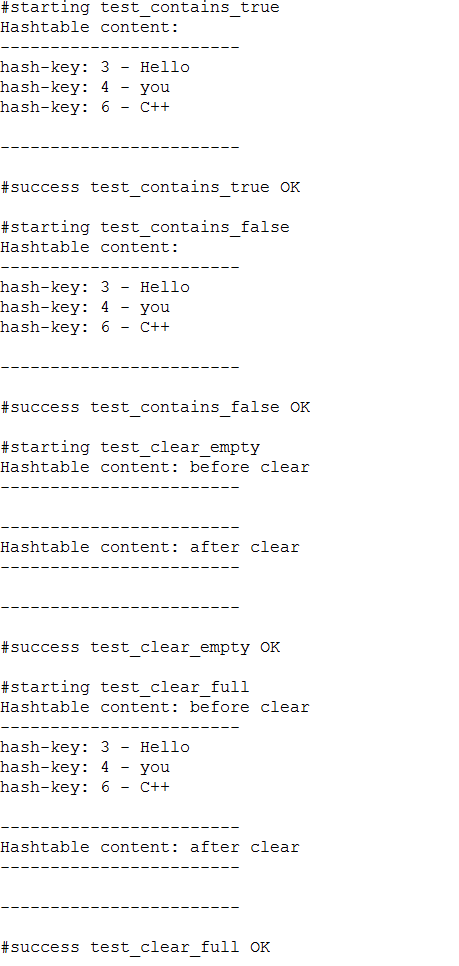 #starting test_contains_true
Hashtable content:
------------------------
hash-key: 3 - Hello
hash-key: 4 - you
hash-key: 6 - C++
------------------------
#success test_contains_true OK
#starting test_contains_false
Hashtable content:
------------------------
hash-key: 3 - Hello
hash-key: 4 - you
hash-key: 6 - C++
------------------------
#success test_contains_false OK
#starting test_clear_empty
Hashtable content: before clear
------------------------
------------------------
Hashtable content: after clear
------------------------
------------------------
#success test_clear_empty OK
#starting test_clear_full
Hashtable content: before clear
------------------------
hash-key: 3 - Hello
hash-key: 4 - you
hash-key: 6 - C++
------------------------
Hashtable content: after clear
------------------------
------------------------
#success test_clear_full OK